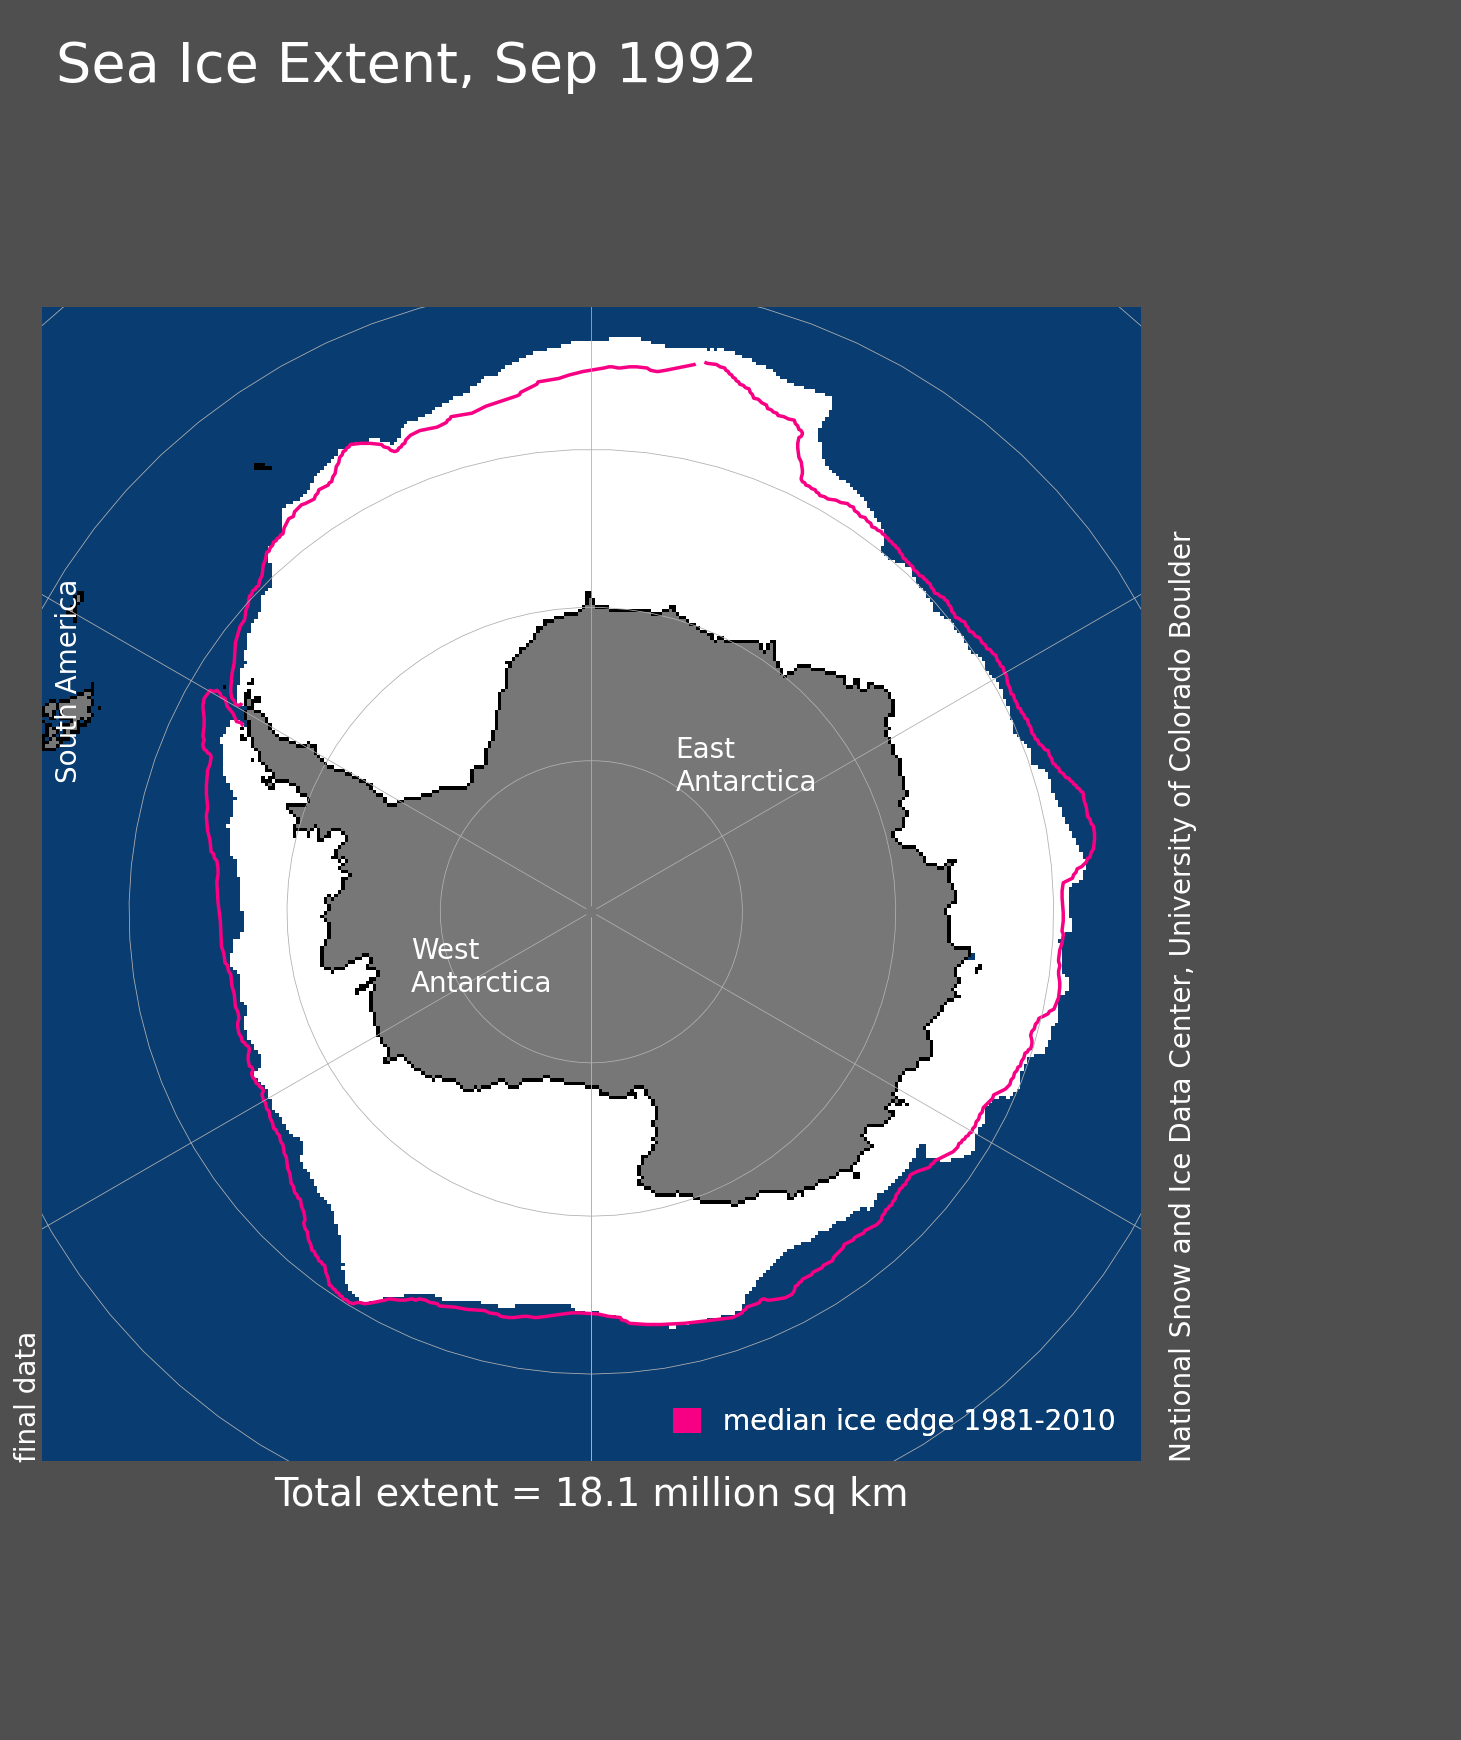 Sea Ice Extent, Sep 1992
South America
East
Antarctica
West
Antarctica
median ice edge 1981-2010
final data
National Snow and Ice Data Center, University of Colorado Boulder
Total extent = 18.1 million sq km